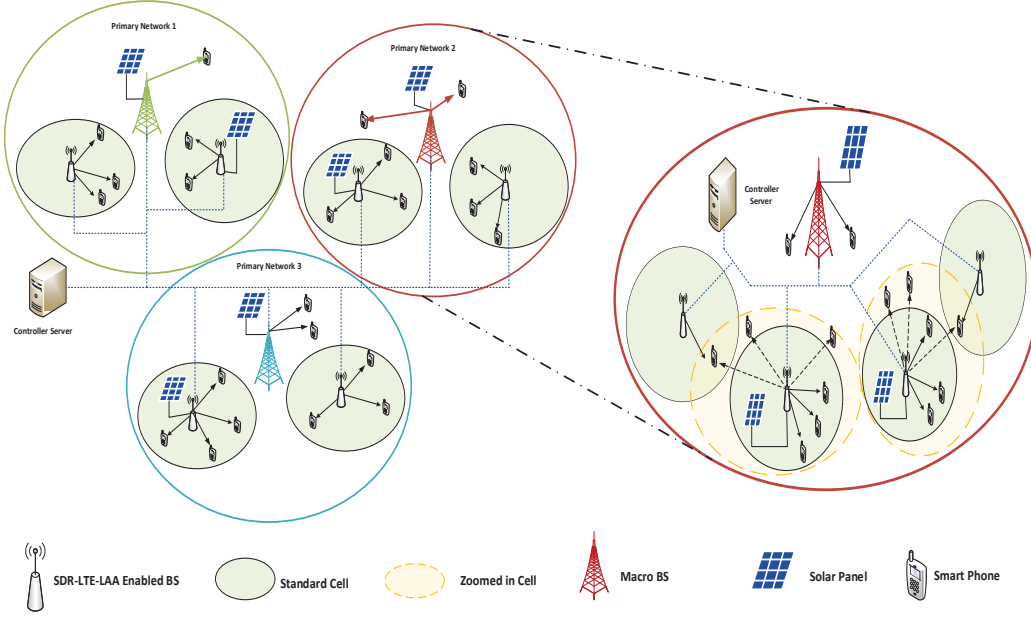 Primary Network 1
Primary Network 2
Controller
Server
Primary Network 3
Controller Server
SDR-LTE-LAA Enabled BS
Standard Cell
Zoomed in Cell
Macro BS
Solar Panel
Smart Phone